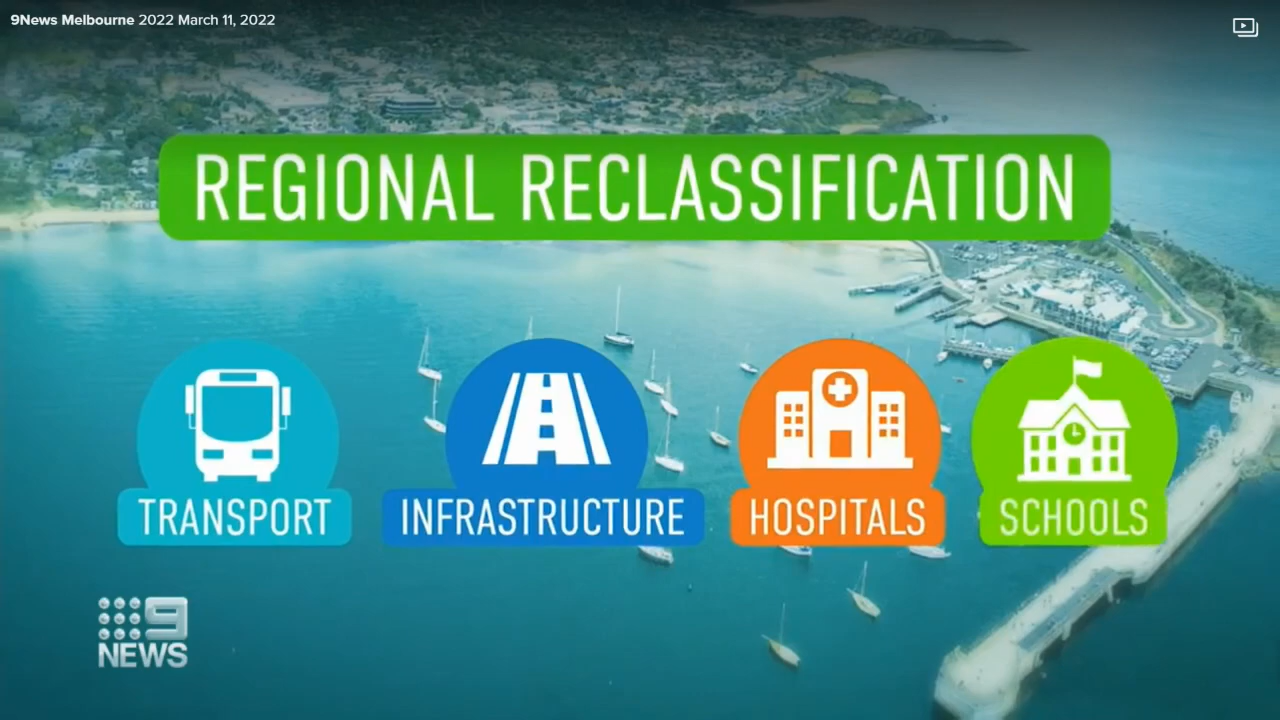 9News Melbourne 2022 March 11, 2022
REGIONAL RECLASSIFICATION
TRANSPORT
INFRASTRUCTURE
HOSPITALS
SCHOOLS
9
NEWS